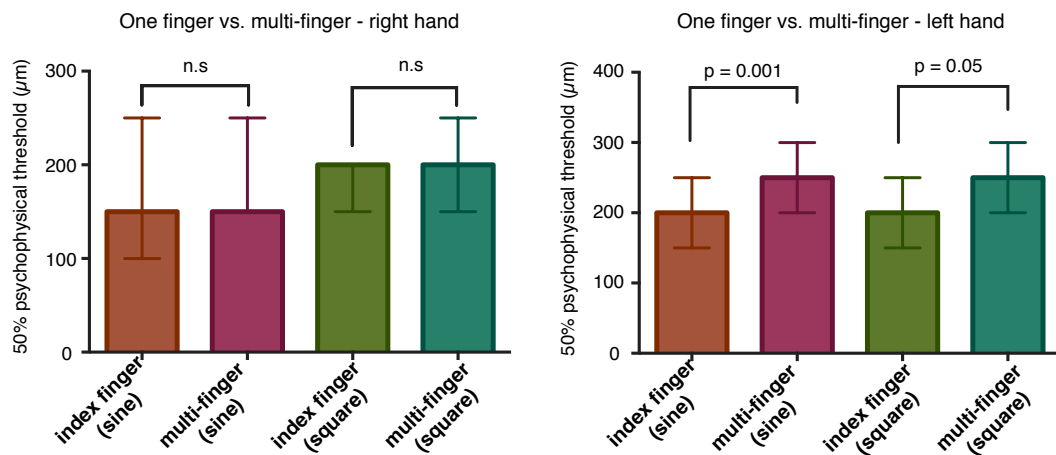 One finger vs. multi-finger - right hand
50% psychophysical threshold (µm)
300
200
100
0
n.s
n.s
index finger
(sine)
multi-finger
(sine)
index finger
(square)
multi-finger
(square)
One finger vs. multi-finger - left hand
50% psychophysical threshold (µm)
400
300
200
100
0
p = 0.001
p = 0.05
index finger
(sine)
multi-finger
(sine)
index finger
(square)
multi-finger
(square)